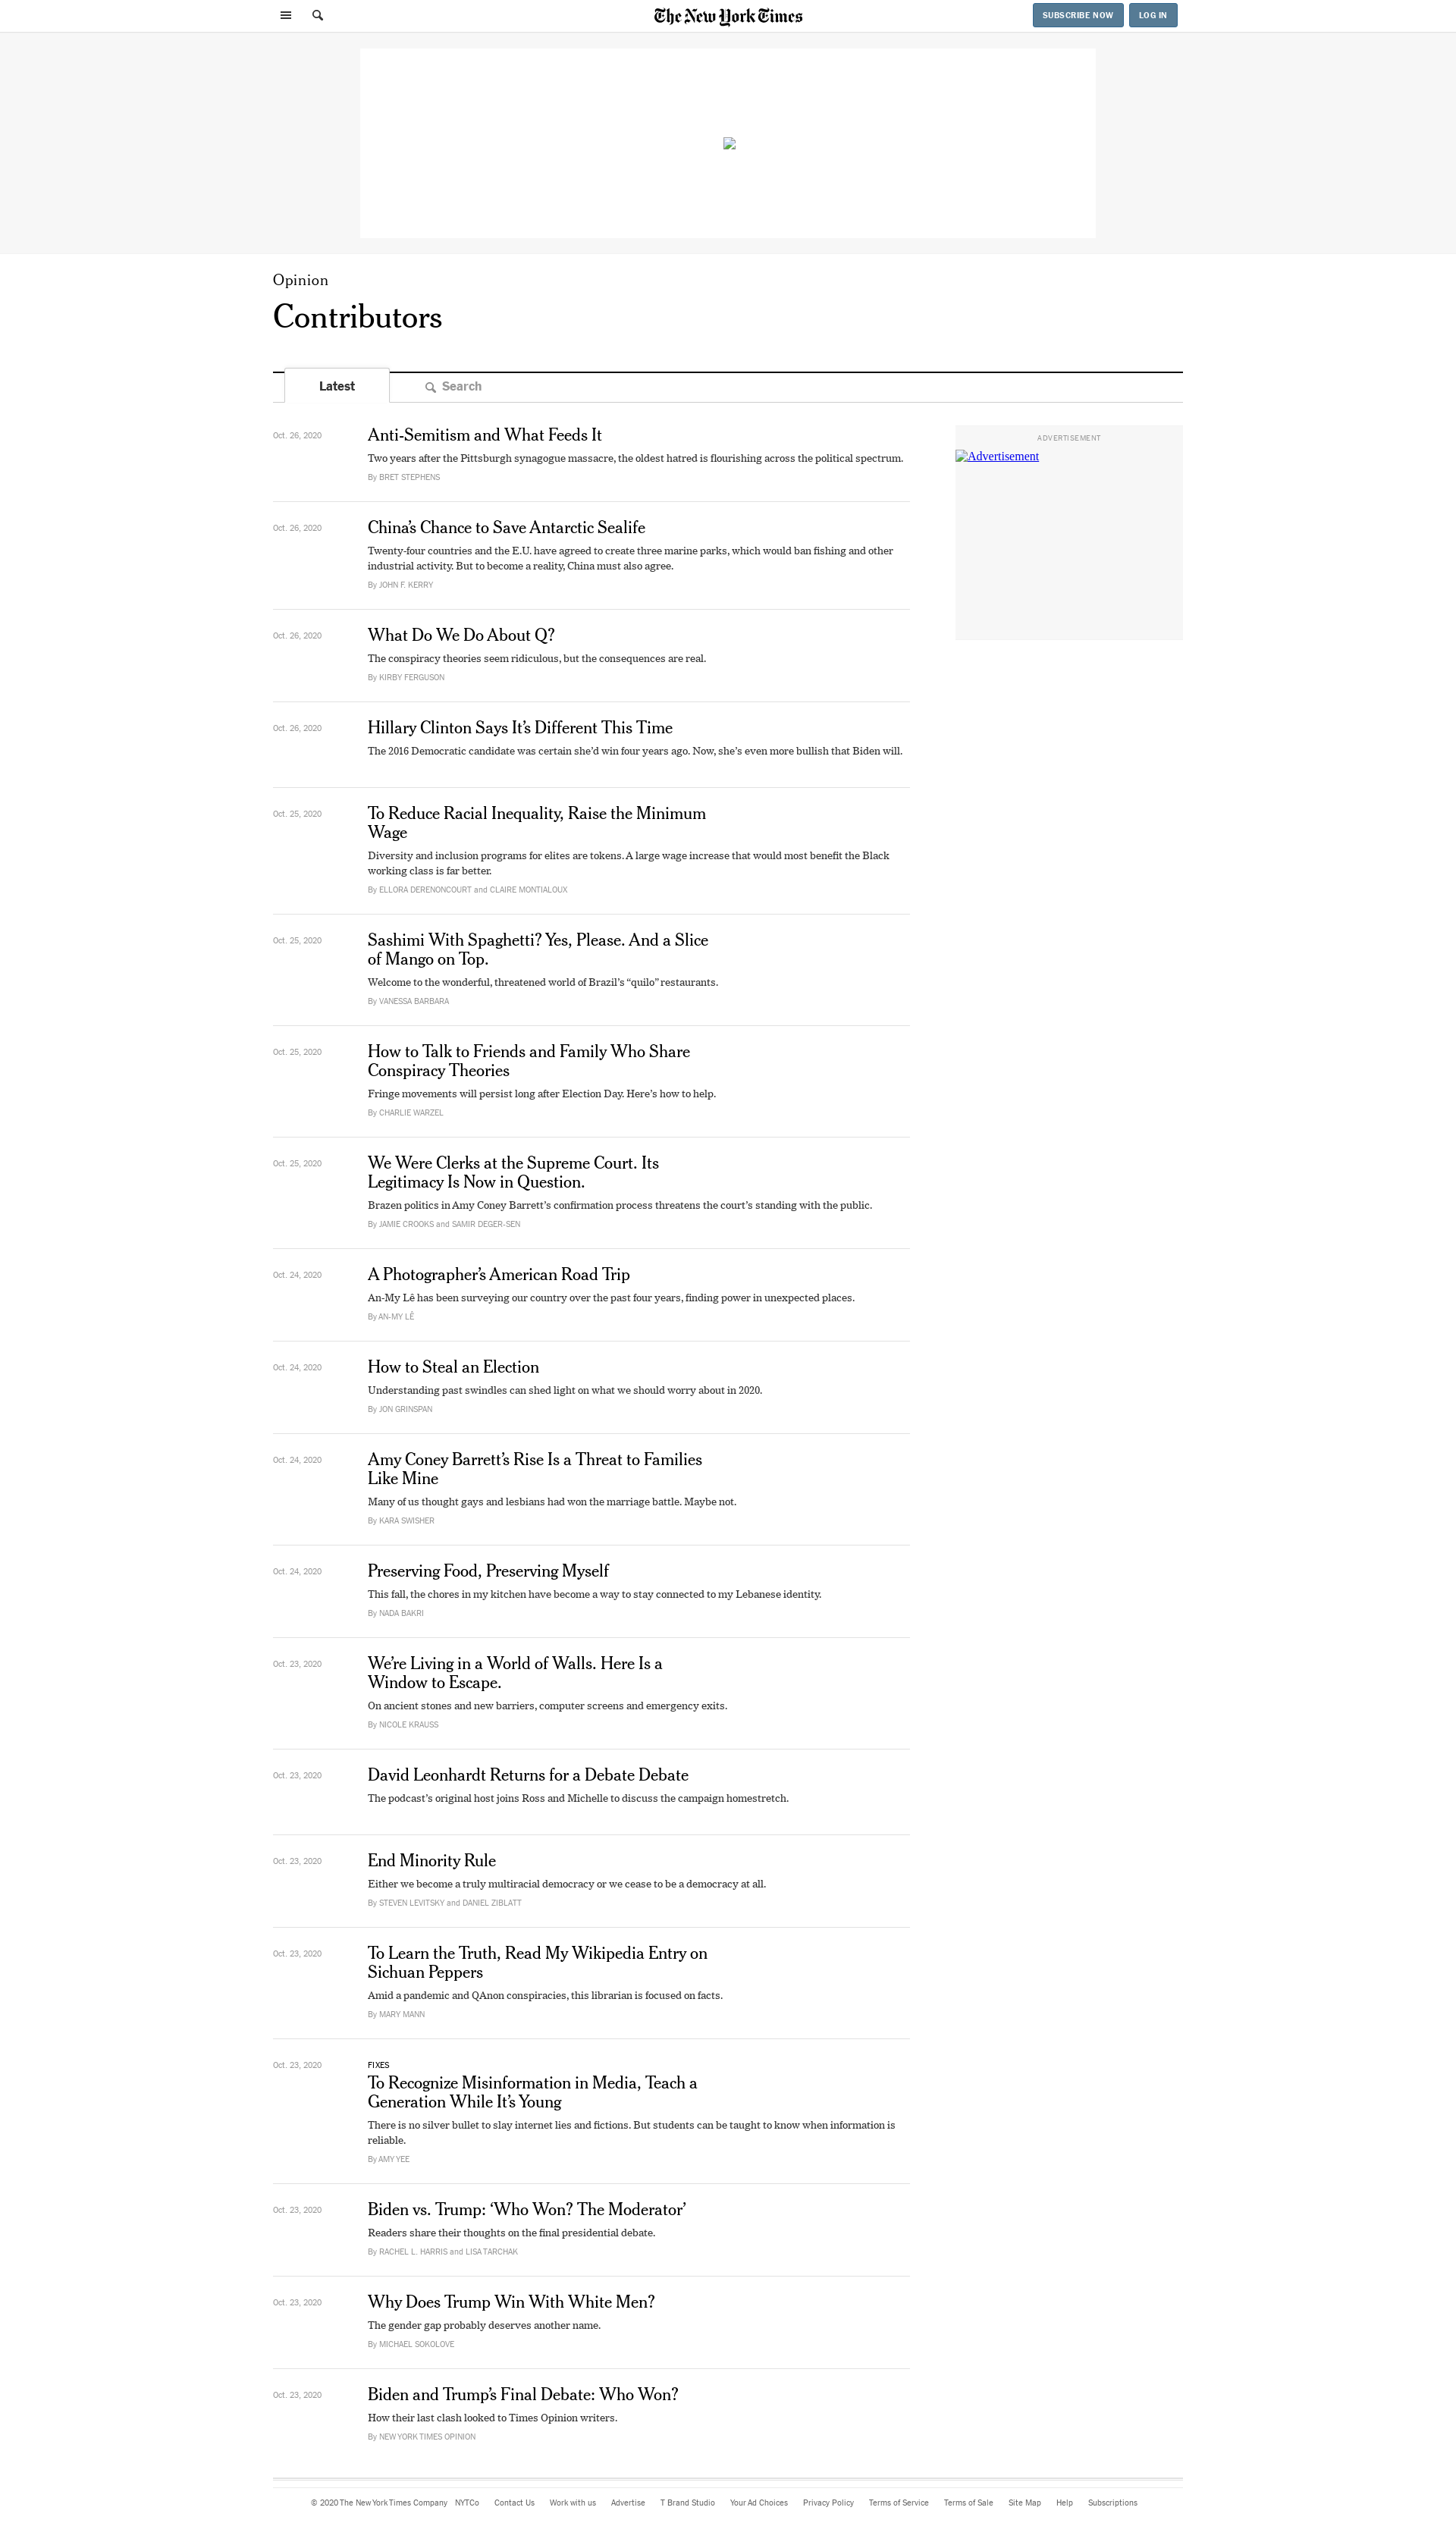 The New York Times
SUBSCRIBE NOW
LOG IN
Opinion
Contributors
Latest
Search
Oct. 26, 2020
Anti-Semitism and What Feeds It
Two years after the Pittsburgh synagogue massacre, the oldest hatred is flourishing across the political spectrum.
By BRET STEPHENS
ADVERTISEMENT
Advertisement
Oct. 26, 2020
China’s Chance to Save Antarctic Sealife
Twenty-four countries and the E.U. have agreed to create three marine parks, which would ban fishing and other
industrial activity. But to become a reality, China must also agree.
By JOHN F. KERRY
Oct. 26, 2020
What Do We Do About Q?
The conspiracy theories seem ridiculous, but the consequences are real.
By KIRBY FERGUSON
Oct. 26, 2020
Hillary Clinton Says It’s Different This Time
The 2016 Democratic candidate was certain she’d win four years ago. Now, she’s even more bullish that Biden will.
Oct. 25, 2020
To Reduce Racial Inequality, Raise the Minimum
Wage
Diversity and inclusion programs for elites are tokens. A large wage increase that would most benefit the Black
working class is far better.
By ELLORA DERENONCOURT and CLAIRE MONTIALOUX
Oct. 25, 2020
Sashimi With Spaghetti? Yes, Please. And a Slice
of Mango on Top.
Welcome to the wonderful, threatened world of Brazil’s “quilo” restaurants.
By VANESSA BARBARA
Oct. 25, 2020
How to Talk to Friends and Family Who Share
Conspiracy Theories
Fringe movements will persist long after Election Day. Here’s how to help.
By CHARLIE WARZEL
Oct. 25, 2020
We Were Clerks at the Supreme Court. Its
Legitimacy Is Now in Question.
Brazen politics in Amy Coney Barrett’s confirmation process threatens the court’s standing with the public.
By JAMIE CROOKS and SAMIR DEGER-SEN
Oct. 24, 2020
A Photographer’s American Road Trip
An-My Lê has been surveying our country over the past four years, finding power in unexpected places.
By AN-MY LÊ
Oct. 24, 2020
How to Steal an Election
Understanding past swindles can shed light on what we should worry about in 2020.
By JON GRINSPAN
Oct. 24, 2020
Amy Coney Barrett’s Rise Is a Threat to Families
Like Mine
Many of us thought gays and lesbians had won the marriage battle. Maybe not.
By KARA SWISHER
Oct. 24, 2020
Preserving Food, Preserving Myself
This fall, the chores in my kitchen have become a way to stay connected to my Lebanese identity.
By NADA BAKRI
Oct. 23, 2020
We’re Living in a World of Walls. Here Is a
Window to Escape.
On ancient stones and new barriers, computer screens and emergency exits.
By NICOLE KRAUSS
Oct. 23, 2020
David Leonhardt Returns for a Debate Debate
The podcast’s original host joins Ross and Michelle to discuss the campaign homestretch.
Oct. 23, 2020
End Minority Rule
Either we become a truly multiracial democracy or we cease to be a democracy at all.
By STEVEN LEVITSKY and DANIEL ZIBLATT
Oct. 23, 2020
To Learn the Truth, Read My Wikipedia Entry on
Sichuan Peppers
Amid a pandemic and QAnon conspiracies, this librarian is focused on facts.
By MARY MANN
Oct. 23, 2020
FIXES
To Recognize Misinformation in Media, Teach a
Generation While It’s Young
There is no silver bullet to slay internet lies and fictions. But students can be taught to know when information is
reliable.
By AMY YEE
Oct. 23, 2020
Biden vs. Trump: ‘Who Won? The Moderator’
Readers share their thoughts on the final presidential debate.
By RACHEL L. HARRIS and LISA TARCHAK
Oct. 23, 2020
Why Does Trump Win With White Men?
The gender gap probably deserves another name.
By MICHAEL SOKOLOVE
Oct. 23, 2020
Biden and Trump’s Final Debate: Who Won?
How their last clash looked to Times Opinion writers.
By NEW YORK TIMES OPINION
© 2020 The New York Times Company NYTCo Contact Us Work with us Advertise T Brand Studio Your Ad Choices Privacy Policy Terms of Service Terms of Sale Site Map Help Subscriptions